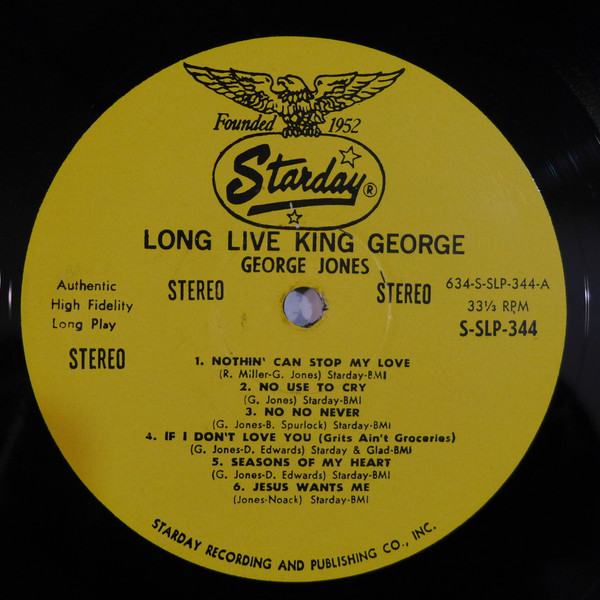 Founded 1952
Starday ®
LONG LIVE KING GEORGE
GEORGE JONES
Authentic
High Fidelity
Long Play
STEREO
STEREO
STEREO
634-S-SLP-344-A
33⅓ RPM
S-SLP-344
1. NOTHIN' CAN STOP MY LOVE
(R. Miller-G. Jones) Starday-BMI
2. NO USE TO CRY
(G. Jones) Starday-BMI
3. NO NO NEVER
(G. Jones-B. Spurlock) Starday-BMI
4. IF I DON'T LOVE YOU (Grits Ain't Groceries)
(G. Jones-D. Edwards) Starday & Glad-BMI
5. SEASONS OF MY HEART
(G. Jones-D. Edwards) Starday-BMI
6. JESUS WANTS ME
(Jones-Noack) Starday-BMI
STARDAY RECORDING AND PUBLISHING CO., INC.